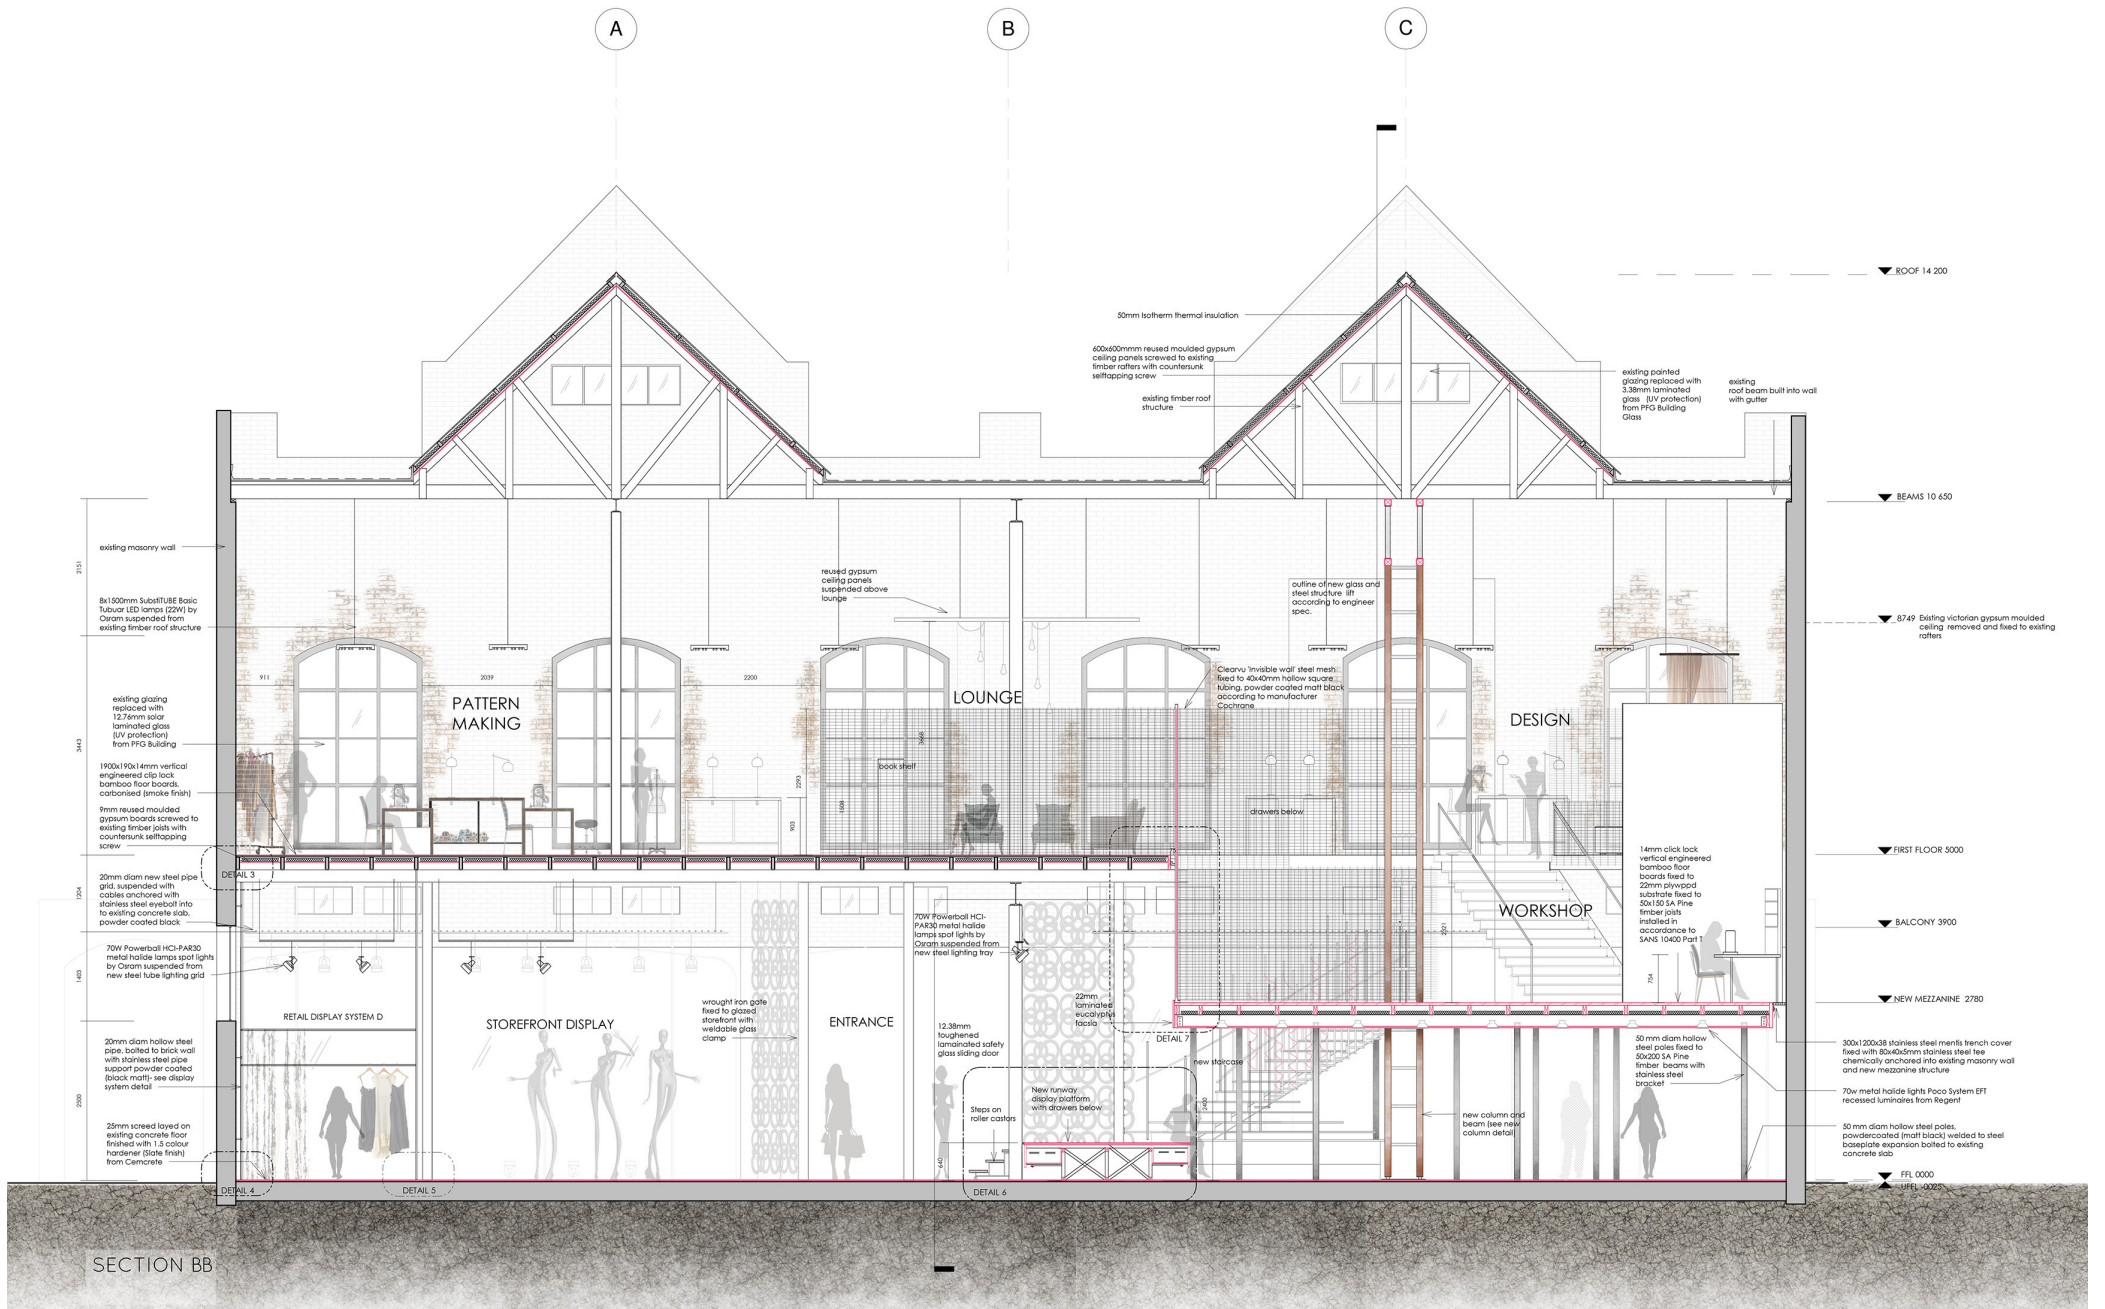 A
B
C
ROOF 14 200
50mm Isotherm thermal insulation
600x600mmm reused moulded gypsum
ceiling panels screwed to existing
timber rafters with countersunk
selftapping screw
existing timber roof
structure
existing painted
glazing replaced with
3.38mm laminated
glass (UV protection)
from PFG Building
Glass
existing
roof beam built into wall
with gutter
BEAMS 10 650
existing masonry wall
2151
8x1500mm SubstiTUBE Basic
Tubuar LED lamps (22W) by
Osram suspended from
existing timber roof structure
reused gypsum
ceiling panels
suspended above
lounge
outline of new glass and
steel structure lift
according to engineer
spec.
8749 Existing victorian gypsum moulded
ceiling removed and fixed to existing
rafters
911
2039
2200
PATTERN
MAKING
LOUNGE
Clearvu 'Invisible wall' steel mesh
fixed to 40x40mm hollow square
tubing, powder coated matt black
according to manufacturer
Cochrane
DESIGN
existing glazing
replaced with
12.76mm solar
laminated glass
(UV protection)
from PFG Building
3443
3668
book shelf
2293
1508
903
drawers below
1900x190x14mm vertical
engineered clip lock
bamboo floor boards,
carbonised (smoke finish)
9mm reused moulded
gypsum boards screwed to
existing timber joists with
countersunk selftapping
screw
DETAIL 3
FIRST FLOOR 5000
14mm click lock
vertical engineered
bamboo floor
boards fixed to
22mm plywppd
substrate fixed to
50x150 SA Pine
timber joists
installed in
accordance to
SANS 10400 Part T
20mm diam new steel pipe
grid, suspended with
cables anchored with
stainless steel eyebolt into
to existing concrete slab,
powder coated black
1204
WORKSHOP
BALCONY 3900
70W Powerball HCI-
PAR30 metal halide
lamps spot lights by
Osram suspended from
new steel lighting tray
2021
70W Powerball HCI-PAR30
metal halide lamps spot lights
by Osram suspended from
new steel tube lighting grid
1403
754
NEW MEZZANINE 2780
RETAIL DISPLAY SYSTEM D
STOREFRONT DISPLAY
wrought iron gate
fixed to glazed
storefront with
weldable glass
clamp
ENTRANCE
12.38mm
toughened
lamainated safety
glass sliding door
22mm
laminated
eucalyptus
facsia
DETAIL 7
new staircase
50 mm diam hollow
steel poles fixed to
50x200 SA Pine
timber beams with
stainless steel
bracket
300x1200x38 stainless steel mentis trench cover
fixed with 80x40x5mm stainless steel tee
chemically anchored into existing masonry wall
and new mezzanine structure
20mm diam hollow steel
pipe, bolted to brick wall
with stainless steel pipe
support powder coated
(black matt)- see display
system detail
2500
Steps on
roller castors
New runway
display platform
with drawers below
2400
new column and
beam (see new
column detail)
70w metal halide lights Poco System EFT
recessed luminaires from Regent
50 mm diam hollow steel poles,
powdercoated (matt black) welded to steel
baseplate expansion bolted to existing
concrete slab
25mm screed layed on
existing concrete floor
finished with 1.5 colour
hardener (Slate finish)
from Cemcrete
640
FFL 0000
UFFL -0025
DETAIL 4
DETAIL 5
DETAIL 6
SECTION BB